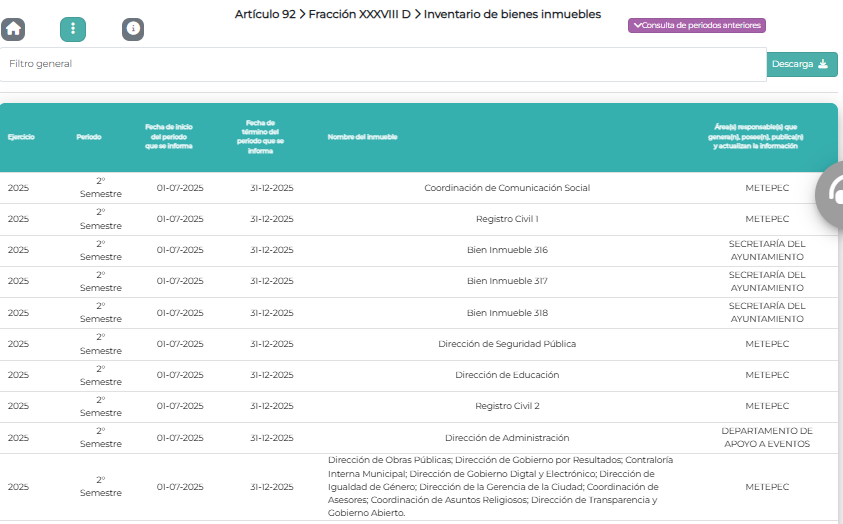 Artículo 92 > Fracción XXXVIII D > Inventario de bienes inmuebles
Consulta de periodos anteriores
Filtro general
Descarga
Ejercicio
Periodo
Fecha de inicio
del periodo
que se informa
Fecha de
término del
periodo que se
informa
Nombre del inmueble
Área(s) responsable(s) que
genera(n), posee(n), publica(n)
y actualizan la información
2025 2° Semestre 01-07-2025 31-12-2025 Coordinación de Comunicación Social METEPEC
2025 2° Semestre 01-07-2025 31-12-2025 Registro Civil 1 METEPEC
2025 2° Semestre 01-07-2025 31-12-2025 Bien Inmueble 316 SECRETARÍA DEL AYUNTAMIENTO
2025 2° Semestre 01-07-2025 31-12-2025 Bien Inmueble 317 SECRETARÍA DEL AYUNTAMIENTO
2025 2° Semestre 01-07-2025 31-12-2025 Bien Inmueble 318 SECRETARÍA DEL AYUNTAMIENTO
2025 2° Semestre 01-07-2025 31-12-2025 Dirección de Seguridad Pública METEPEC
2025 2° Semestre 01-07-2025 31-12-2025 Dirección de Educación METEPEC
2025 2° Semestre 01-07-2025 31-12-2025 Registro Civil 2 METEPEC
2025 2° Semestre 01-07-2025 31-12-2025 Dirección de Administración DEPARTAMENTO DE APOYO A EVENTOS
2025 2° Semestre 01-07-2025 31-12-2025
Dirección de Obras Públicas; Dirección de Gobierno por Resultados; Contraloría
Interna Municipal; Dirección de Gobierno Digtal y Electrónico; Dirección de
Igualdad de Género; Dirección de la Gerencia de la Ciudad; Coordinación de
Asesores; Coordinación de Asuntos Religiosos; Dirección de Transparencia y
Gobierno Abierto.
METEPEC